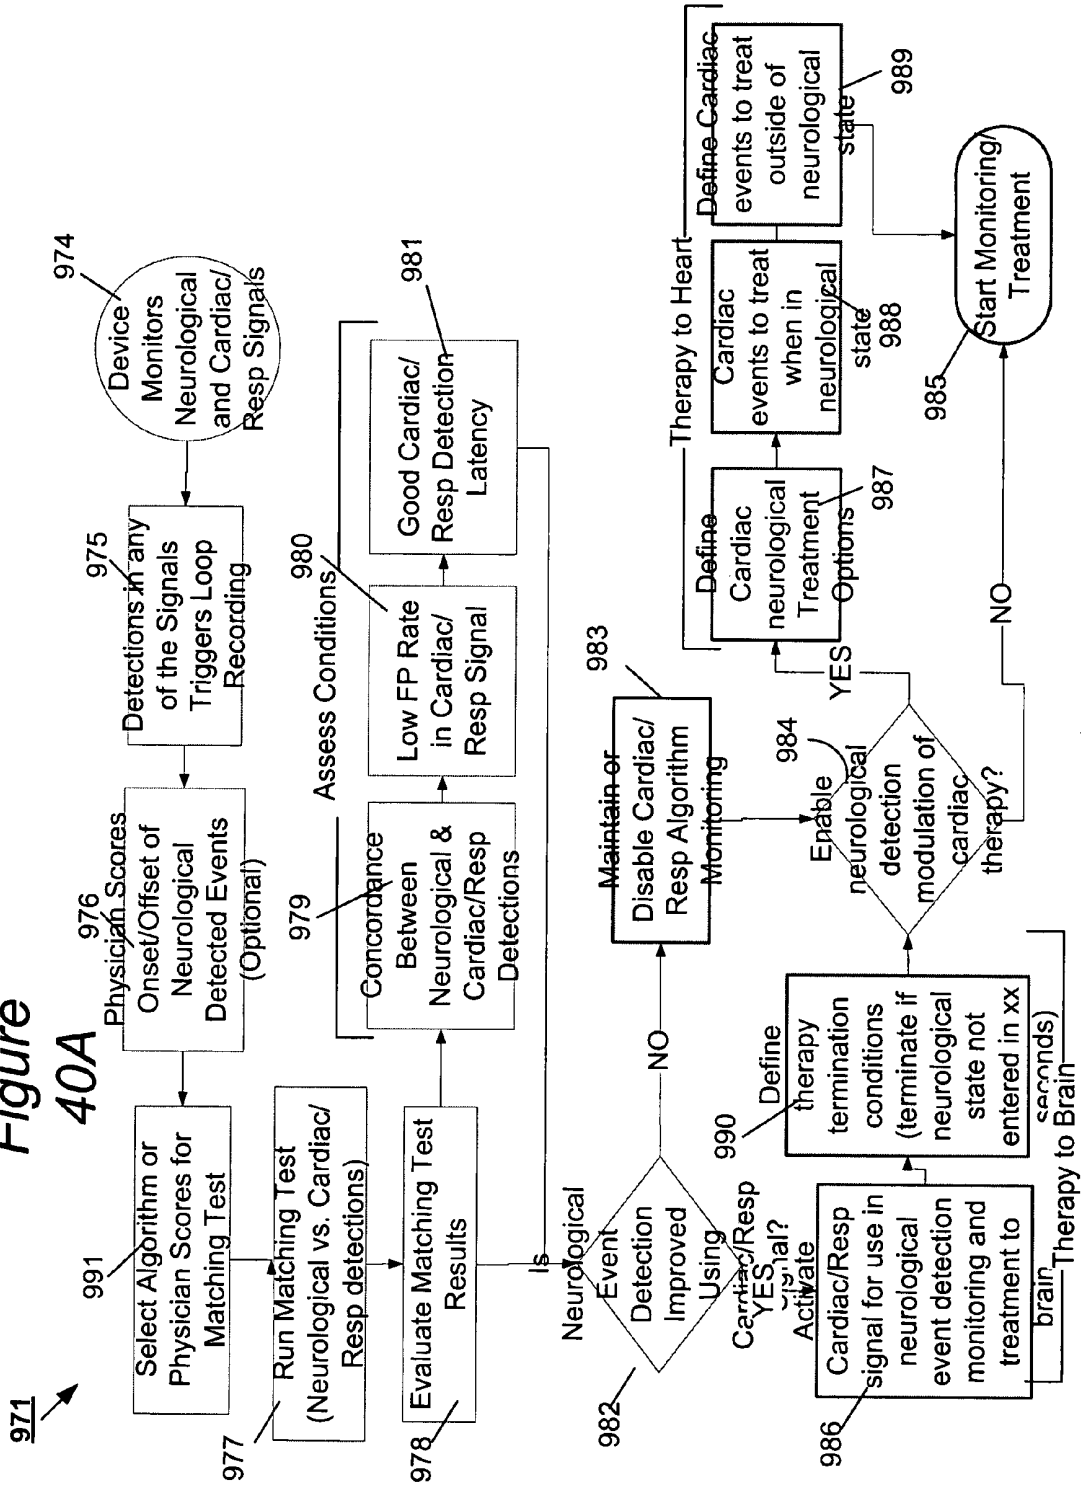 Figure
40A
971
974
Device
Monitors
Neurological
and Cardiac/
Resp Signals
975
Detections in any
of the Signals
Triggers Loop
Recording
976
Physician Scores
Onset/Offset of
Neurological
Detected Events
(Optional)
991
Select Algorithm or
Physician Scores for
Matching Test
977
Run Matching Test
(Neurological vs. Cardiac/
Resp detections)
978
Evaluate Matching Test
Results
Assess Conditions
979
Concordance
Between
Neurological &
Cardiac/Resp
Detections
980
Low FP Rate
in Cardiac/
Resp Signal
981
Good Cardiac/
Resp Detection
Latency
982
Is
Neurological
Event
Detection
Improved
Using
Cardiac/Resp
Signal?
NO
YES
983
Maintain or
Disable Cardiac/
Resp Algorithm
Monitoring
986
Activate
Cardiac/Resp
signal for use in
neurological
event detection
monitoring and
treatment to
brain
990
Define
therapy
termination
conditions
(terminate if
neurological
state not
entered in xx
seconds)
Therapy to Brain
984
Enable
neurological
detection
modulation of
cardiac
therapy?
YES
NO
Therapy to Heart
987
Define
Cardiac
neurological
Treatment
Options
988
Cardiac
events to treat
when in
neurological
state
989
Define Cardiac
events to treat
outside of
neurological
state
985
Start Monitoring/
Treatment